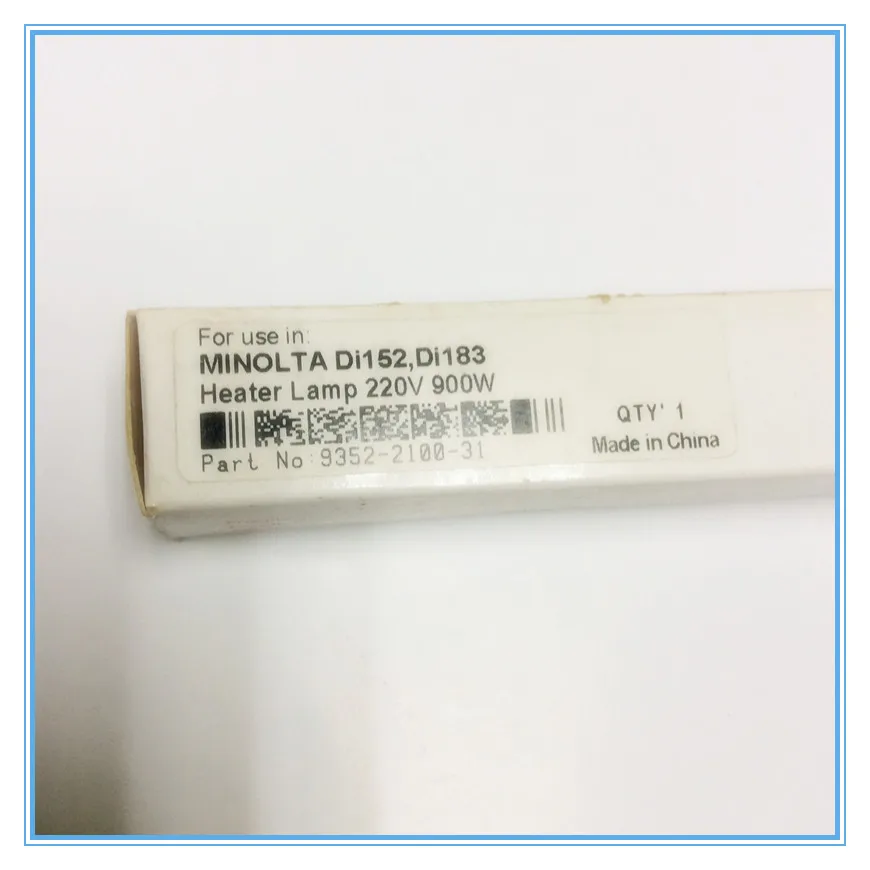 For use in:
MINOLTA Di152,Di183
Heater Lamp 220V 900W
QTY' 1
Part No:9352-2100-31
Made in China